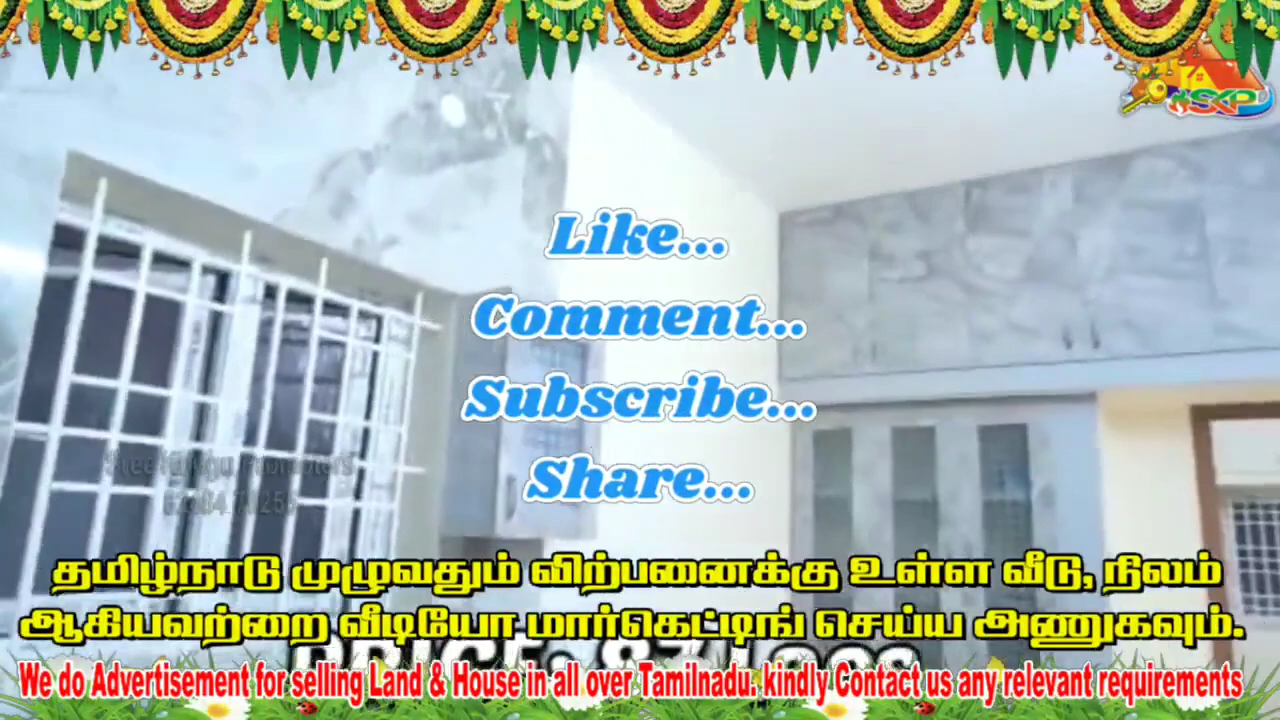 SKP
Like...
Comment...
Subscribe...
Share...
தமிழ்நாடு முழுவதும் விற்பனைக்கு உள்ள வீடு, நிலம்
ஆகியவற்றை வீடியோ மார்கெட்டிங் செய்ய அணுகவும்.
We do Advertisement for selling Land & House in all over Tamilnadu. kindly Contact us any relevant requirements